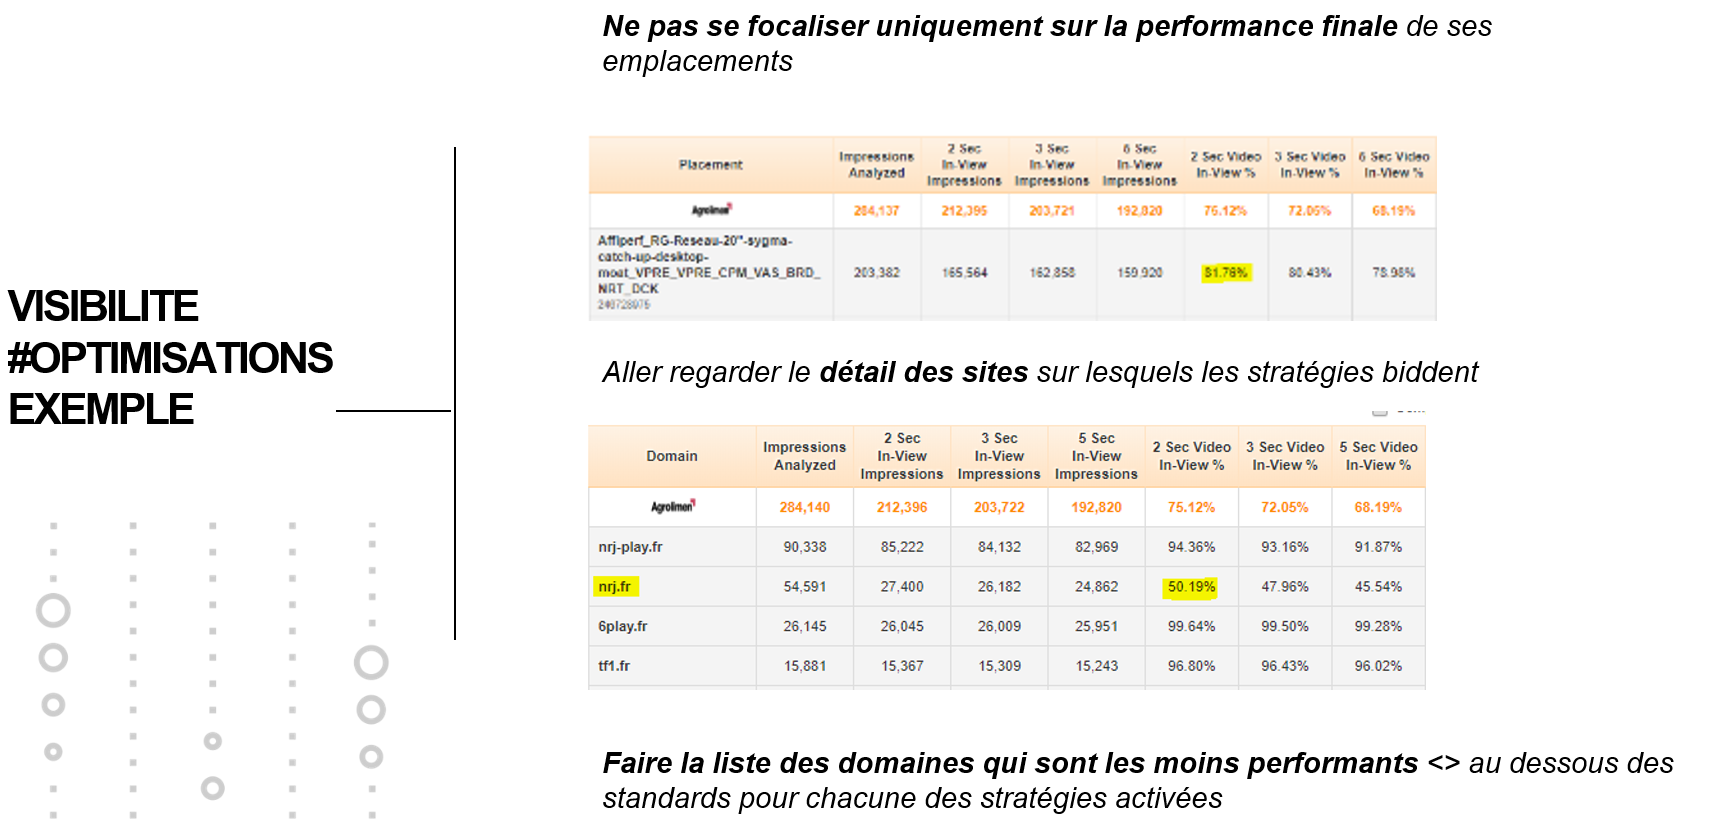 Ne pas se focaliser uniquement sur la performance finale de ses
emplacements
VISIBILITE
#OPTIMISATIONS
EXEMPLE
Placement Impressions Analyzed 2 Sec In-View Impressions 3 Sec In-View Impressions 6 Sec In-View Impressions 2 Sec Video In-View % 3 Sec Video In-View % 6 Sec Video In-View %
Agrolimen 284,137 212,395 203,721 192,820 75.12% 72.05% 68.19%
Affiperf_RG-Reseau-20"-sygma-
catch-up-desktop-
moat_VPRE_VPRE_CPM_VAS_BRD_
NRT_DCK
203,382 165,564 162,858 159,920 81.76% 80.43% 78.98%
Aller regarder le détail des sites sur lesquels les stratégies biddent
Domain Impressions Analyzed 2 Sec In-View Impressions 3 Sec In-View Impressions 5 Sec In-View Impressions 2 Sec Video In-View % 3 Sec Video In-View % 5 Sec Video In-View %
Agrolimen 284,140 212,396 203,722 192,820 75.12% 72.05% 68.19%
nrj-play.fr 90,338 85,222 84,132 82,969 94.36% 93.16% 91.87%
nrj.fr 54,591 27,400 26,182 24,862 50.19% 47.96% 45.54%
6play.fr 26,145 26,045 26,009 25,951 99.64% 99.50% 99.28%
tf1.fr 15,881 15,367 15,309 15,243 96.80% 96.43% 96.02%
Faire la liste des domaines qui sont les moins performants <> au dessous des
standards pour chacune des stratégies activées